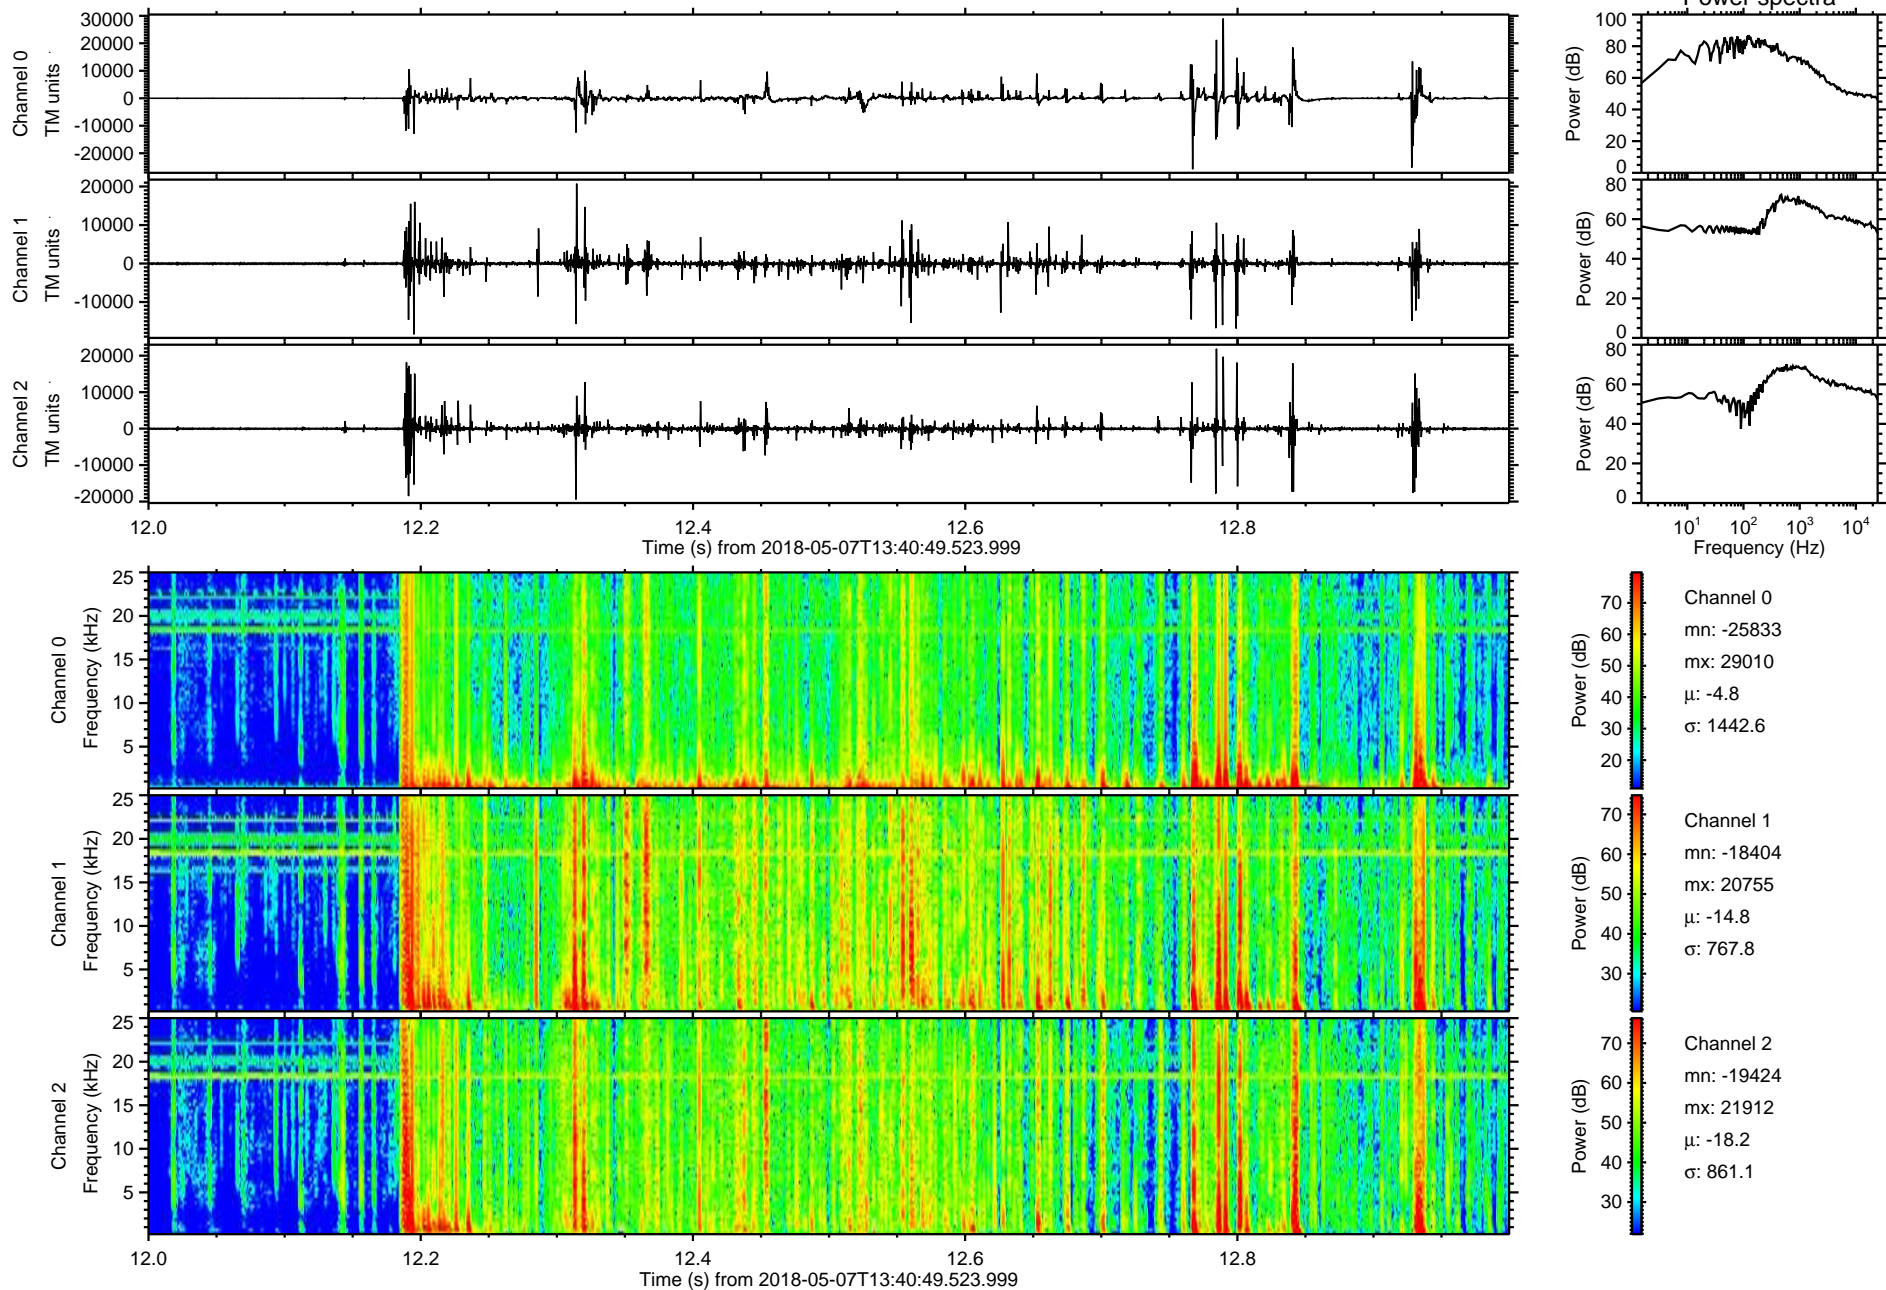 Power spectra
Channel 0
TM units
30000
20000
10000
0
-10000
-20000
Power (dB)
100
80
60
40
20
0
Channel 1
TM units
20000
10000
0
-10000
Power (dB)
80
60
40
20
0
Channel 2
TM units
20000
10000
0
-10000
-20000
Power (dB)
80
60
40
20
0
12.0 12.2 12.4 12.6 12.8
Time (s) from 2018-05-07T13:40:49.523.999
10^1 10^2 10^3 10^4
Frequency (Hz)
Channel 0
Frequency (kHz)
25
20
15
10
5
Power (dB)
70
60
50
40
30
20
Channel 0
mn: -25833
mx: 29010
μ: -4.8
σ: 1442.6
Channel 1
Frequency (kHz)
25
20
15
10
5
Power (dB)
70
60
50
40
30
Channel 1
mn: -18404
mx: 20755
μ: -14.8
σ: 767.8
Channel 2
Frequency (kHz)
25
20
15
10
5
Power (dB)
70
60
50
40
30
Channel 2
mn: -19424
mx: 21912
μ: -18.2
σ: 861.1
12.0 12.2 12.4 12.6 12.8
Time (s) from 2018-05-07T13:40:49.523.999